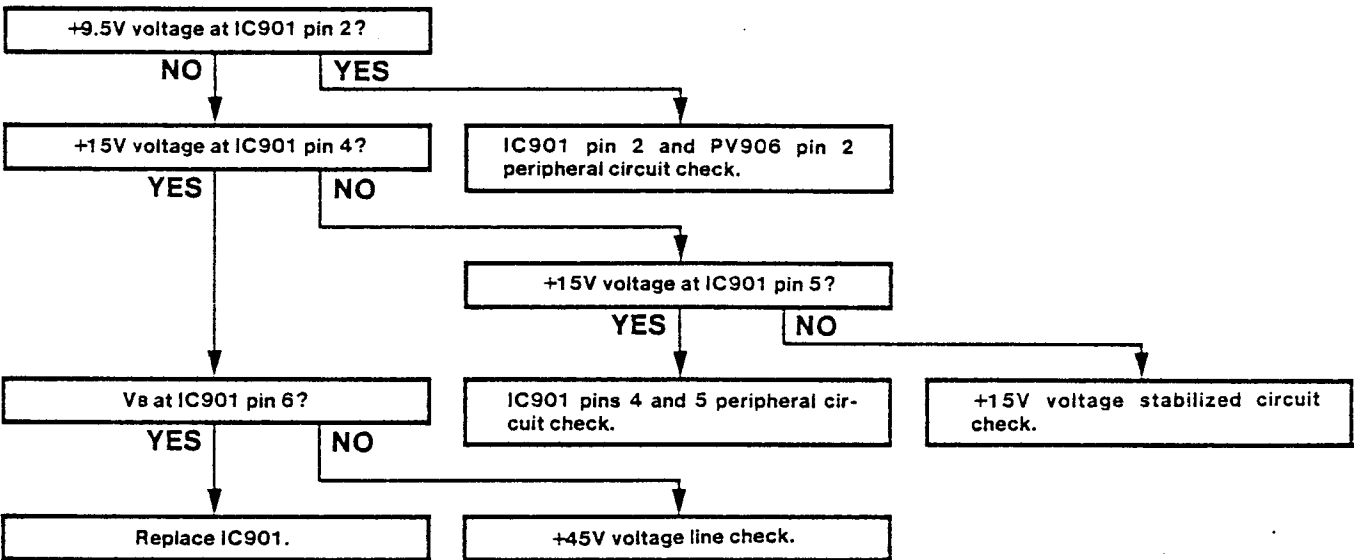 +9.5V voltage at IC901 pin 2?
NO
YES
+15V voltage at IC901 pin 4?
IC901 pin 2 and PV906 pin 2
peripheral circuit check.
YES
NO
+15V voltage at IC901 pin 5?
YES
NO
VB at IC901 pin 6?
IC901 pins 4 and 5 peripheral cir-
cuit check.
+15V voltage stabilized circuit
check.
YES
NO
Replace IC901.
+45V voltage line check.